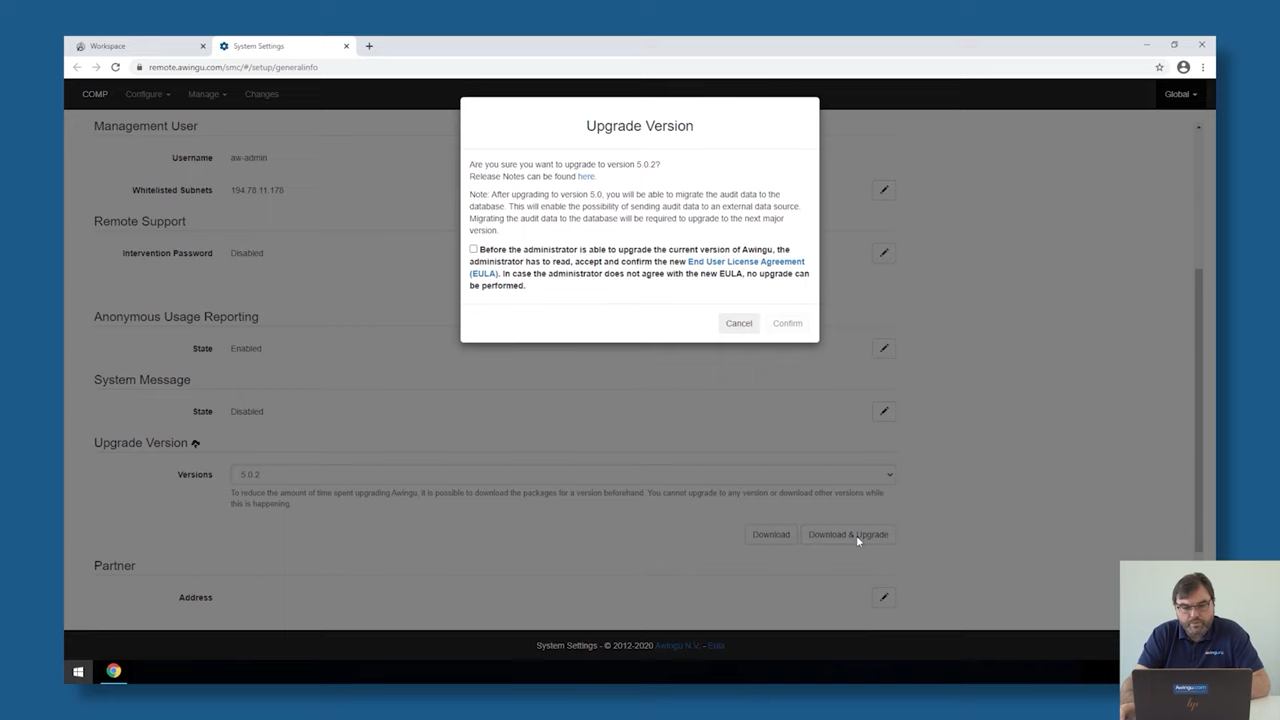 Workspace
System Settings
remote.awingu.com/smc/#/setup/generalinfo
COMP Configure Manage Changes Global
Upgrade Version
Are you sure you want to upgrade to version 5.0.2?
Release Notes can be found here.
Note: After upgrading to version 5.0, you will be able to migrate the audit data to the
database. This will enable the possibility of sending audit data to an external data source.
Migrating the audit data to the database will be required to upgrade to the next major
version.
Before the administrator is able to upgrade the current version of Awingu, the
administrator has to read, accept and confirm the new End User License Agreement
(EULA). In case the administrator does not agree with the new EULA, no upgrade can
be performed.
Cancel Confirm
Management User
Username aw-admin
Whitelisted Subnets 194.78.11.178
Remote Support
Intervention Password Disabled
Anonymous Usage Reporting
State Enabled
System Message
State Disabled
Upgrade Version
Versions 5.0.2
To reduce the amount of time spent upgrading Awingu, it is possible to download the packages for a version beforehand. You cannot upgrade to any version or download other versions while
this is happening.
Download Download & Upgrade
Partner
Address
System Settings - © 2012-2020 Awingu N.V. - Eula
awingu
Awingu.com